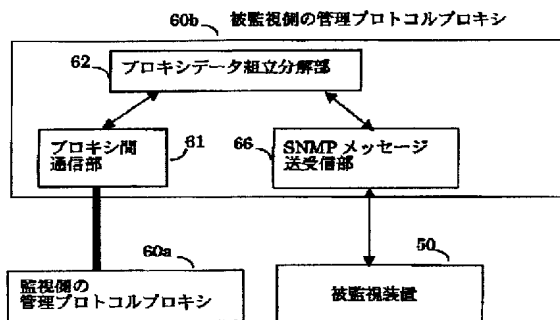 60b 被監視側の管理プロトコルプロキシ
62 プロキシデータ組立分解部
プロキシ間
通信部
61
66
SNMP メッセージ
送受信部
60a
50
監視側の
管理プロトコルプロキシ
被監視装置